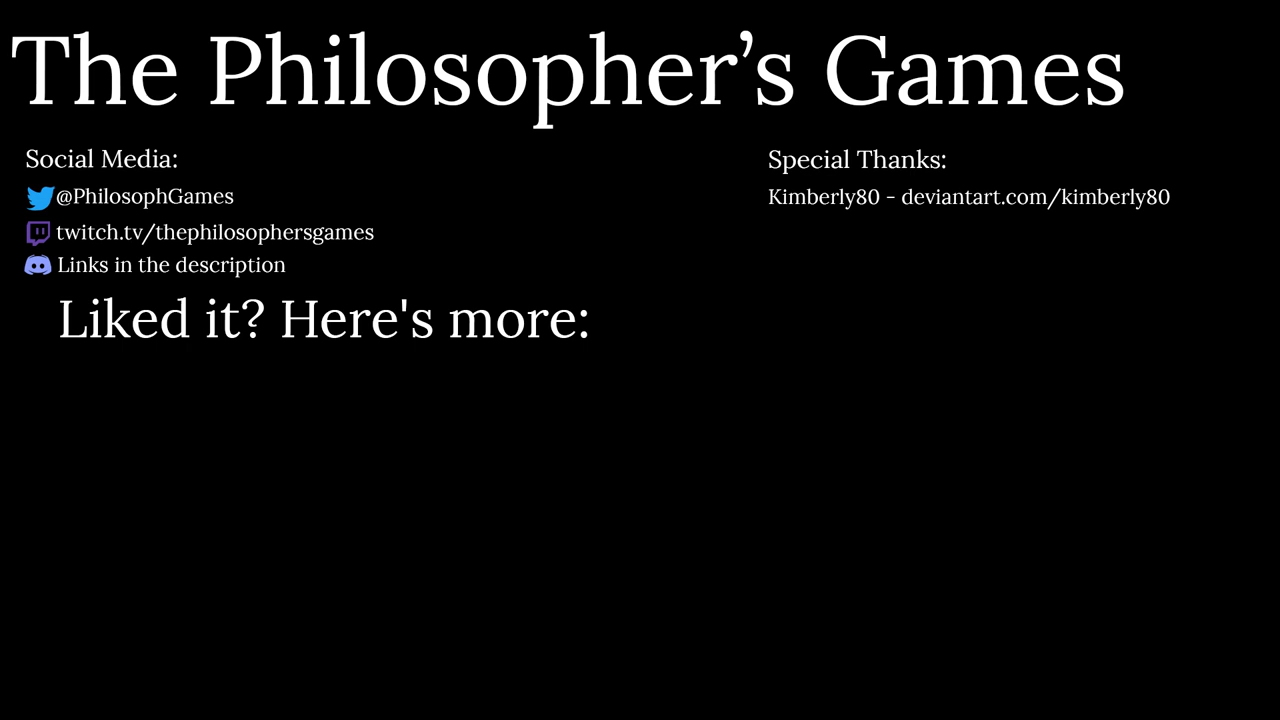 The Philosopher’s Games
Social Media:
@PhilosophGames
twitch.tv/thephilosophersgames
Links in the description
Special Thanks:
Kimberly80 - deviantart.com/kimberly80
Liked it? Here's more: